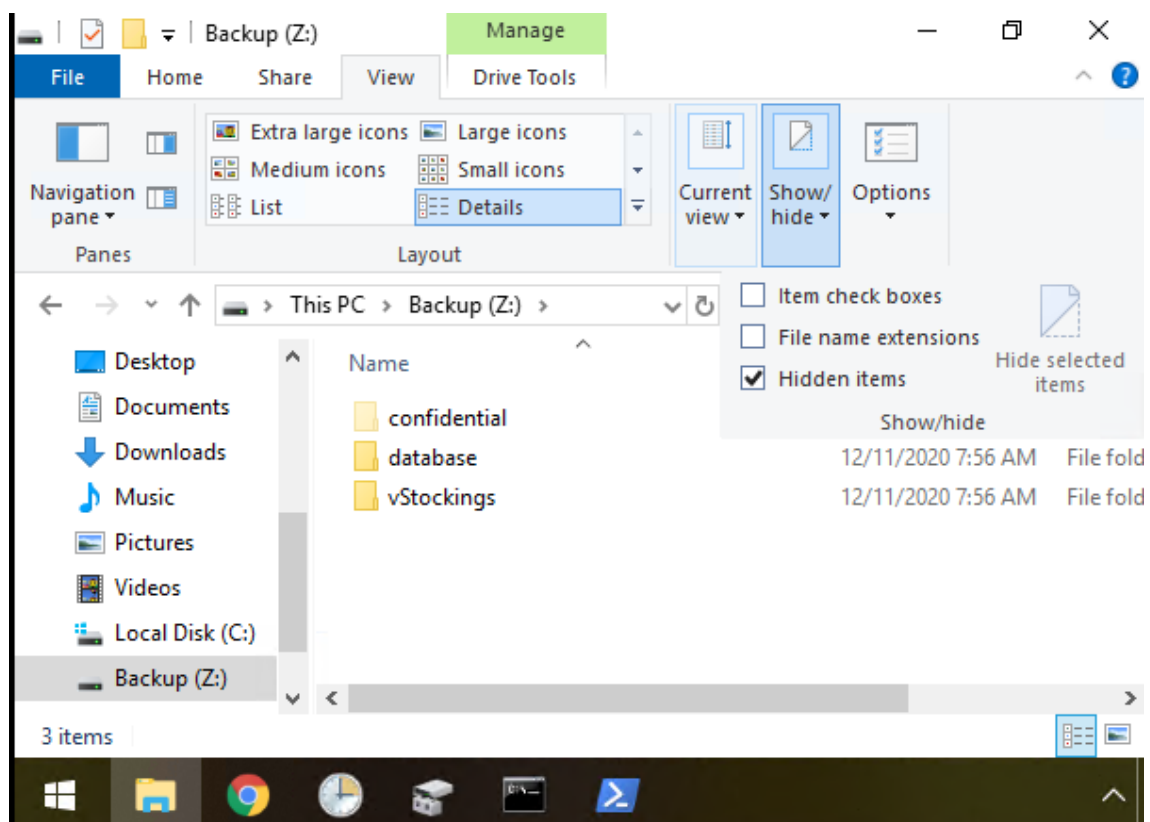 Backup (Z:)
Manage
File
Home
Share
View
Drive Tools
Extra large icons
Large icons
Medium icons
Small icons
List
Details
Navigation
pane
Current
view
Show/
hide
Options
Panes
Layout
This PC > Backup (Z:) >
Item check boxes
File name extensions
Hidden items
Hide selected
items
Show/hide
Desktop
Documents
Downloads
Music
Pictures
Videos
Local Disk (C:)
Backup (Z:)
Name
confidential
database 12/11/2020 7:56 AM File fold
vStockings 12/11/2020 7:56 AM File fold
3 items